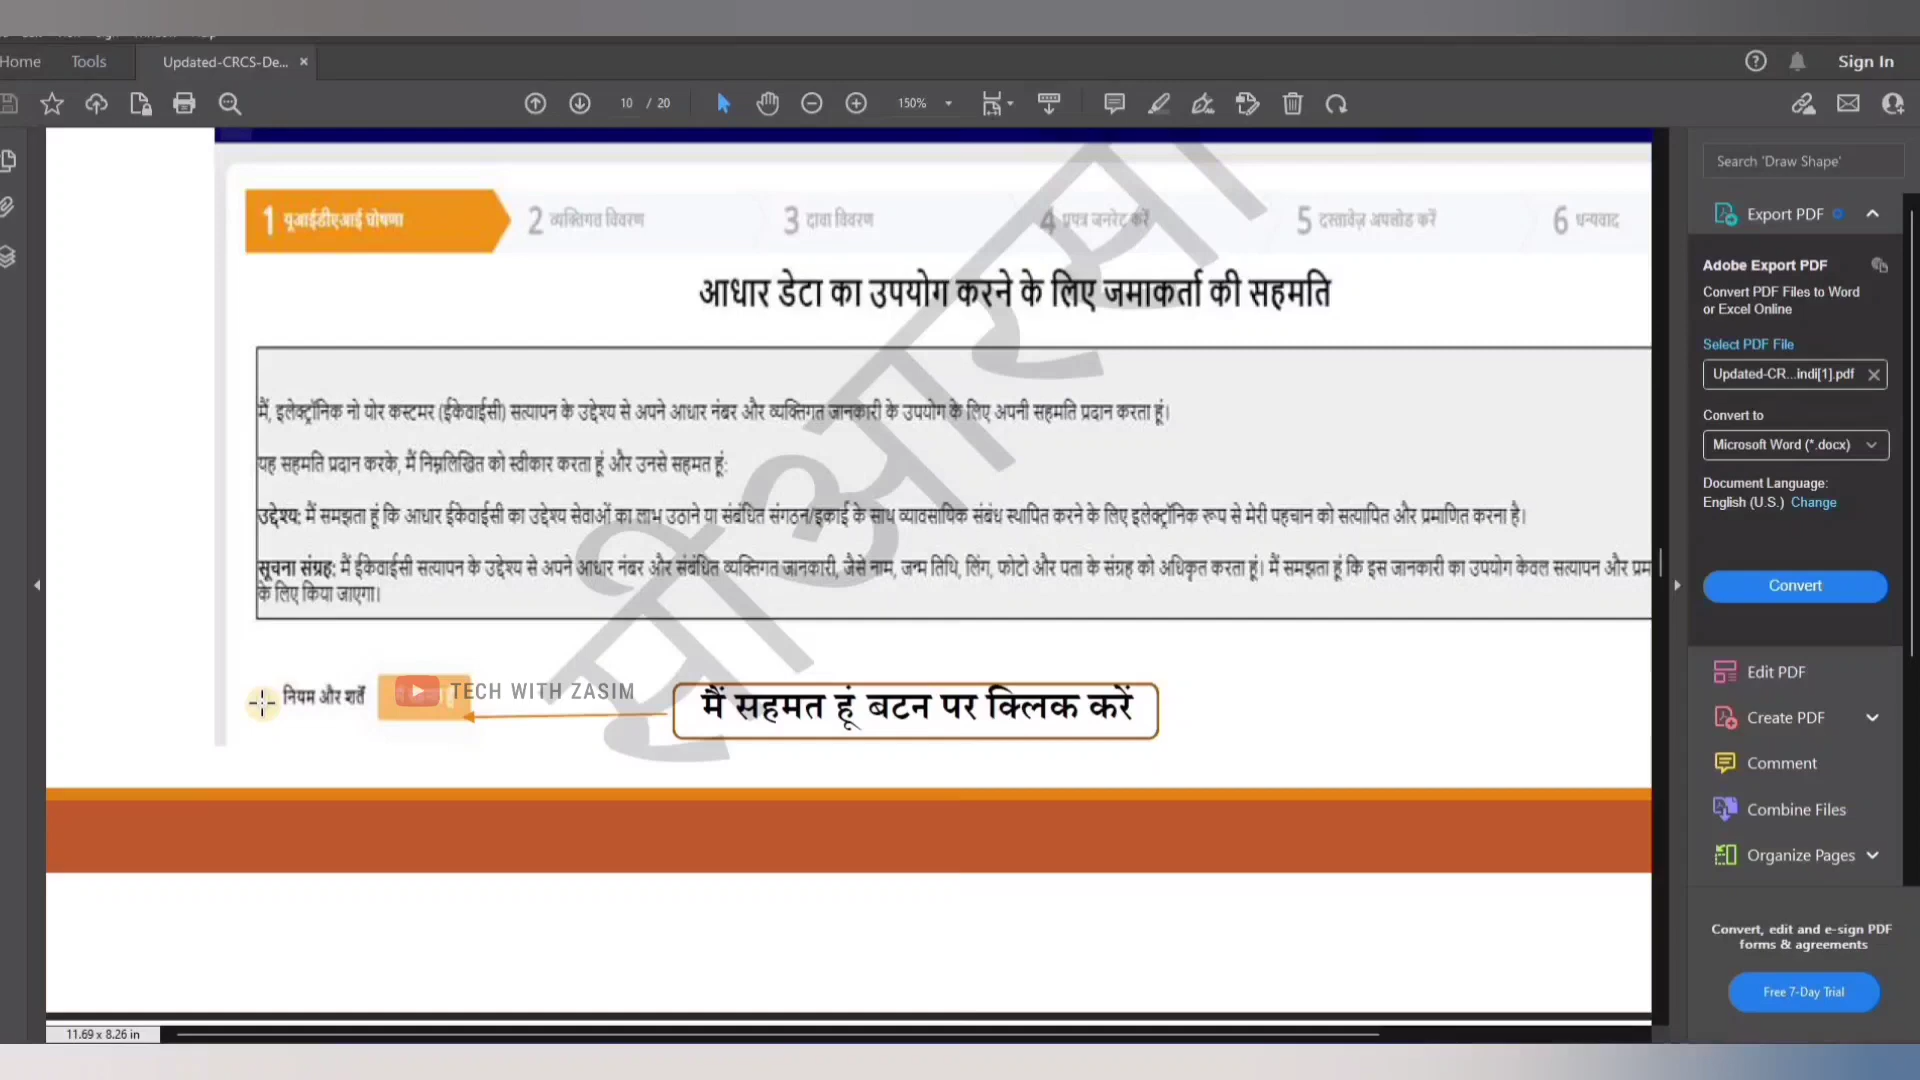 Home Tools Updated-CRCS-De... × Sign In
10 / 20 150%
1 यूआईडीएआई घोषणा 2 व्यक्तिगत विवरण 3 दावा विवरण 4 प्रपत्र जनरेट करें 5 दस्तावेज़ अपलोड करें 6 धन्यवाद
आधार डेटा का उपयोग करने के लिए जमाकर्ता की सहमति
मैं, इलेक्ट्रॉनिक नो योर कस्टमर (ईकेवाईसी) सत्यापन के उद्देश्य से अपने आधार नंबर और व्यक्तिगत जानकारी के उपयोग के लिए अपनी सहमति प्रदान करता हूं।
यह सहमति प्रदान करके, मैं निम्नलिखित को स्वीकार करता हूं और उनसे सहमत हूं:
उद्देश्य: मैं समझता हूं कि आधार ईकेवाईसी का उद्देश्य सेवाओं का लाभ उठाने या संबंधित संगठन/इकाई के साथ व्यावसायिक संबंध स्थापित करने के लिए इलेक्ट्रॉनिक रूप से मेरी पहचान को सत्यापित और प्रमाणित करना है।
सूचना संग्रह: मैं ईकेवाईसी सत्यापन के उद्देश्य से अपने आधार नंबर और संबंधित व्यक्तिगत जानकारी, जैसे नाम, जन्म तिथि, लिंग, फोटो और पता के संग्रह को अधिकृत करता हूं। मैं समझता हूं कि इस जानकारी का उपयोग केवल सत्यापन और प्रम
के लिए किया जाएगा।
नियम और शर्तें
TECH WITH ZASIM
मैं सहमत हूं बटन पर क्लिक करें
पीआरसी
11.69 x 8.26 in
Search 'Draw Shape'
Export PDF
Adobe Export PDF
Convert PDF Files to Word
or Excel Online
Select PDF File
Updated-CR...indi[1].pdf
Convert to
Microsoft Word (*.docx)
Document Language:
English (U.S.) Change
Convert
Edit PDF
Create PDF
Comment
Combine Files
Organize Pages
Convert, edit and e-sign PDF
forms & agreements
Free 7-Day Trial